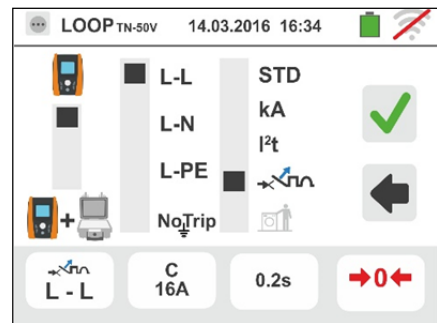 LOOP TN-50V 14.03.2016 16:34
L-L STD
L-N kA
I²t
L-PE
NoTrip
+
L - L
C
16A
0.2s
0